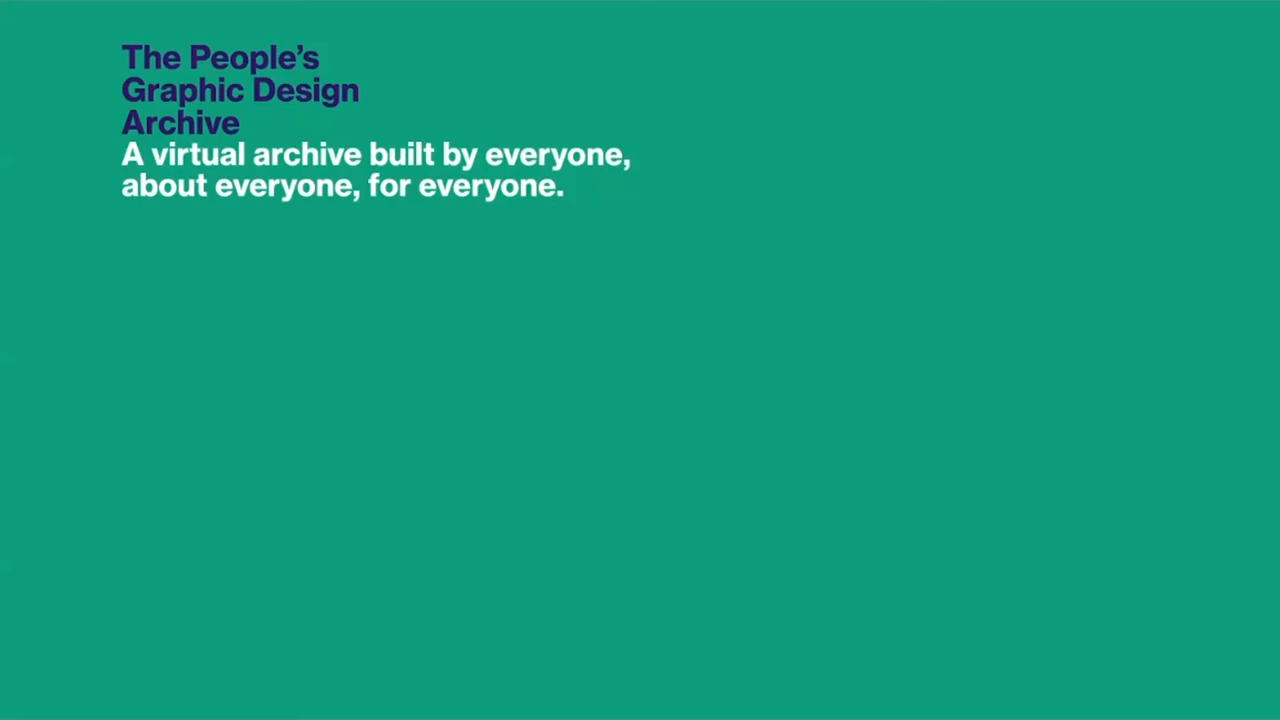 The People’s
Graphic Design
Archive
A virtual archive built by everyone,
about everyone, for everyone.